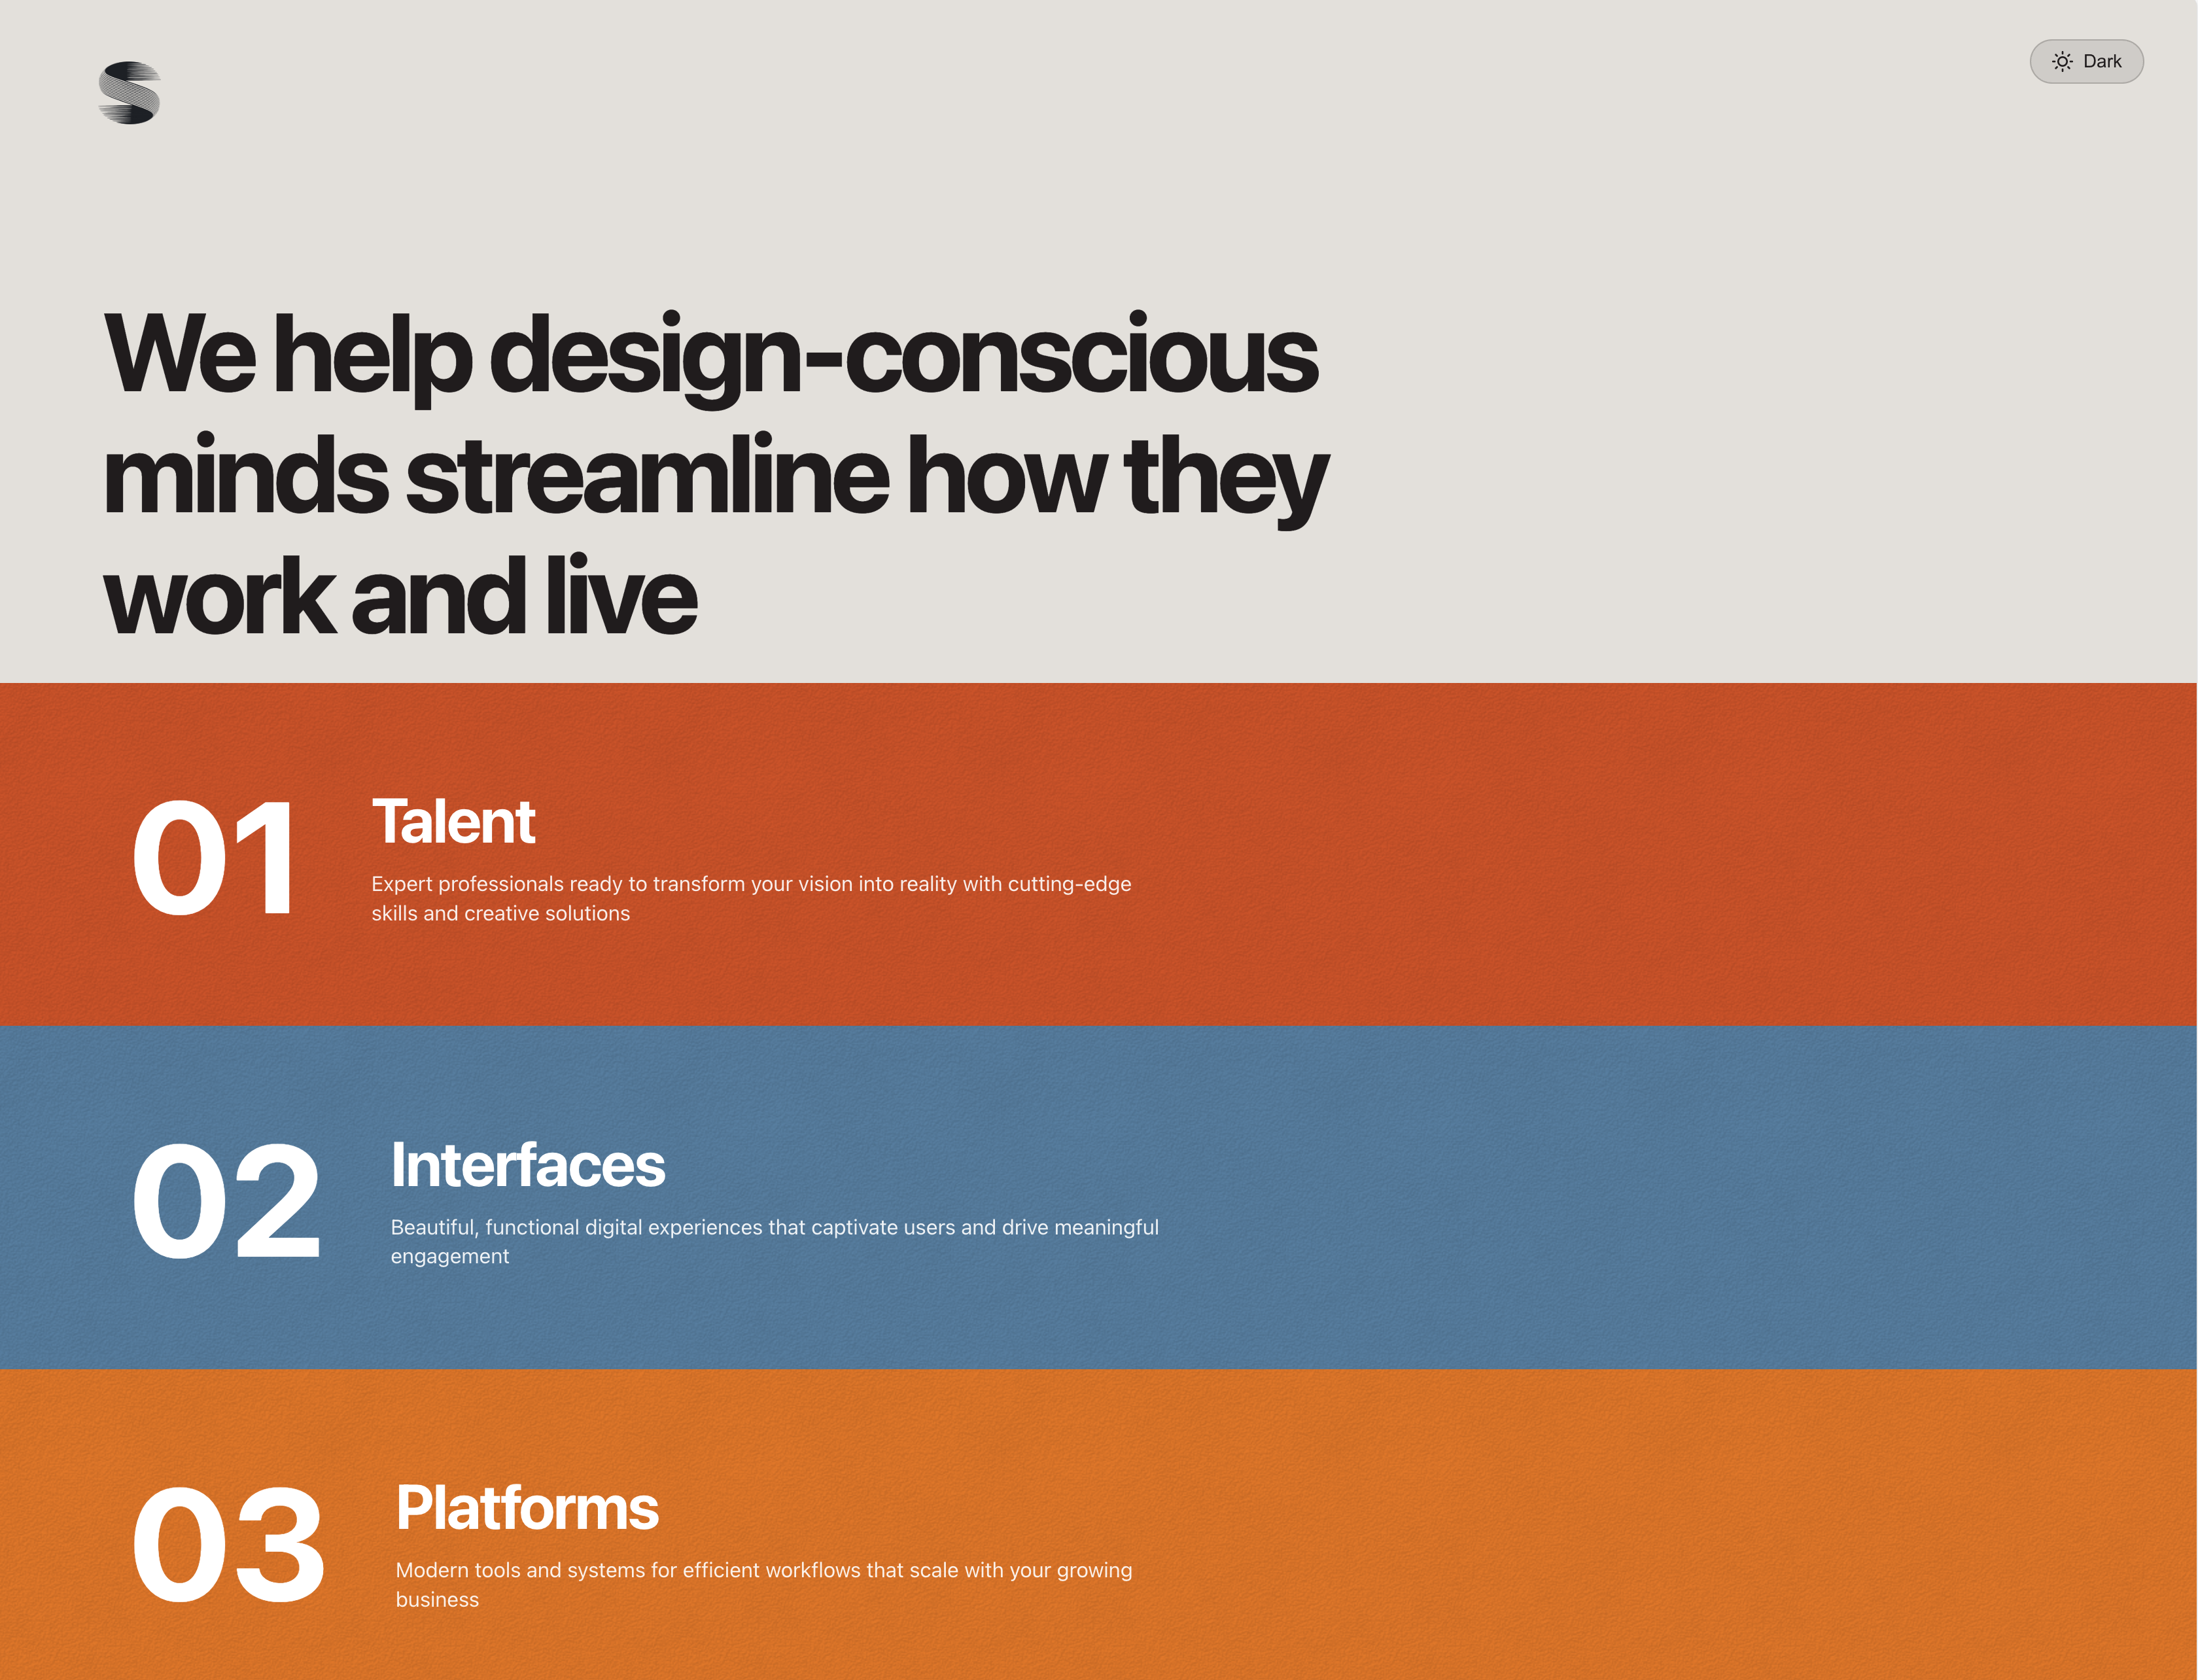 S
Dark
We help design-conscious
minds streamline how they
work and live
01
Talent
Expert professionals ready to transform your vision into reality with cutting-edge
skills and creative solutions
02
Interfaces
Beautiful, functional digital experiences that captivate users and drive meaningful
engagement
03
Platforms
Modern tools and systems for efficient workflows that scale with your growing
business